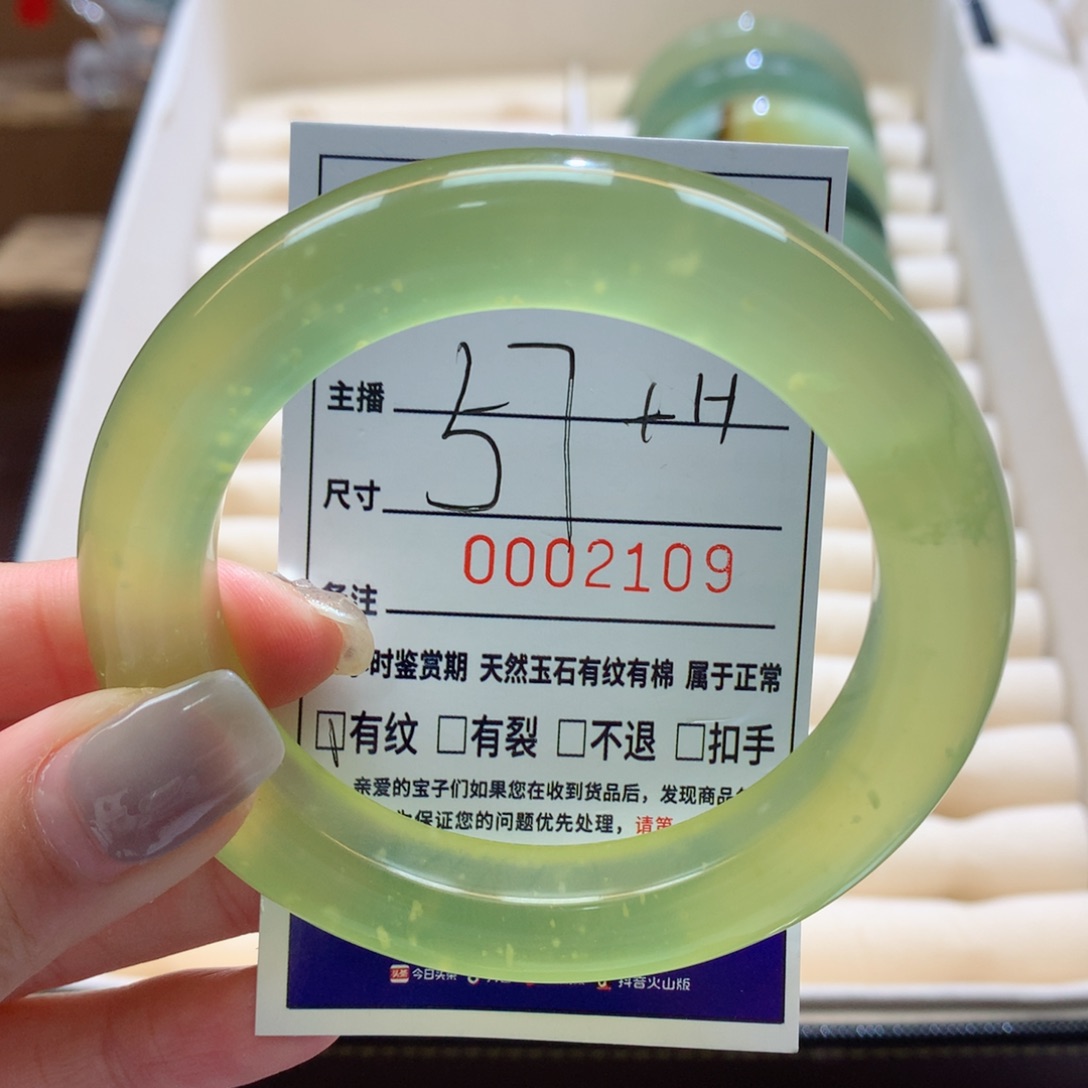 主播 57 +H
尺寸
0002109
备注
时鉴赏期 天然玉石有纹有棉 属于正常
☑有纹 □有裂 □不退 □扣手
亲爱的宝子们如果您在收到货品后，发现商品
保证您的问题优先处理，请第
头条 今日头条 抖音火山版